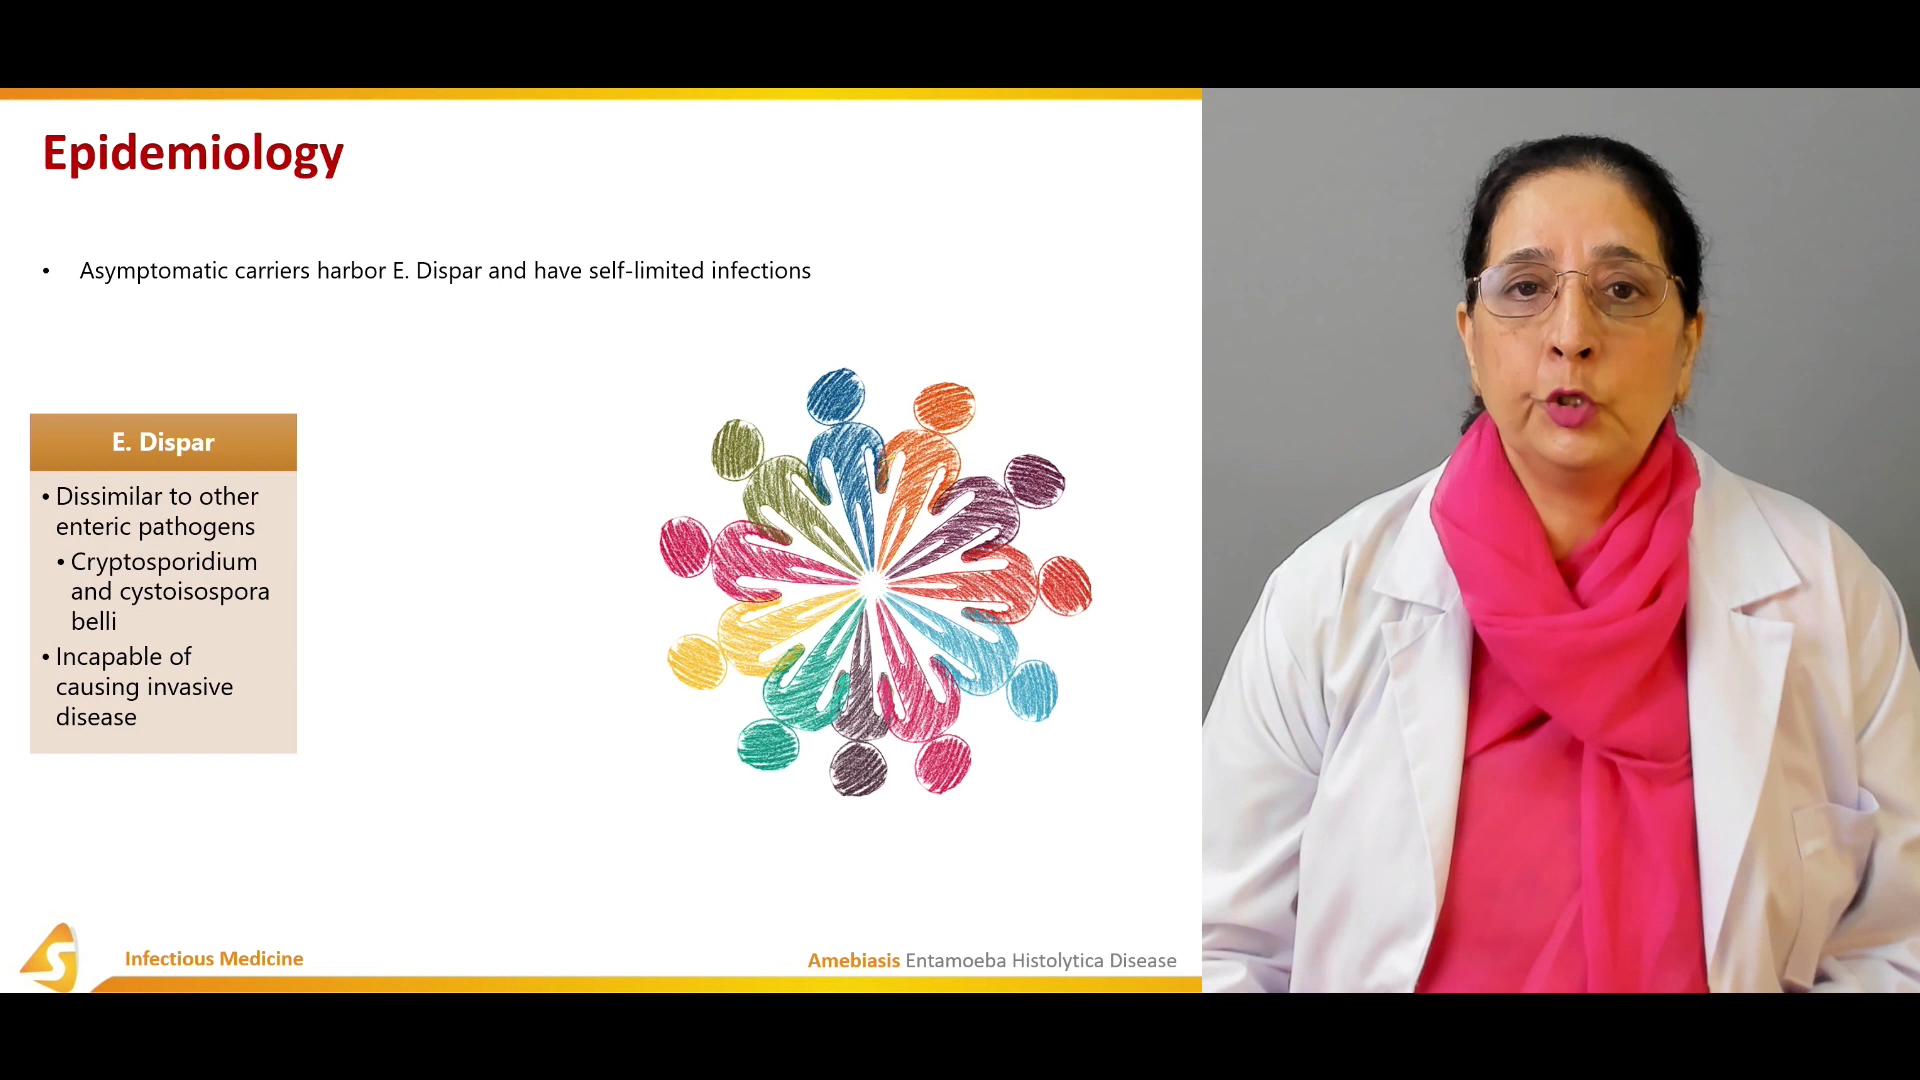 Epidemiology
• Asymptomatic carriers harbor E. Dispar and have self-limited infections
E. Dispar
• Dissimilar to other
enteric pathogens
• Cryptosporidium
and cystoisospora
belli
• Incapable of
causing invasive
disease
S
Infectious Medicine
Amebiasis Entamoeba Histolytica Disease